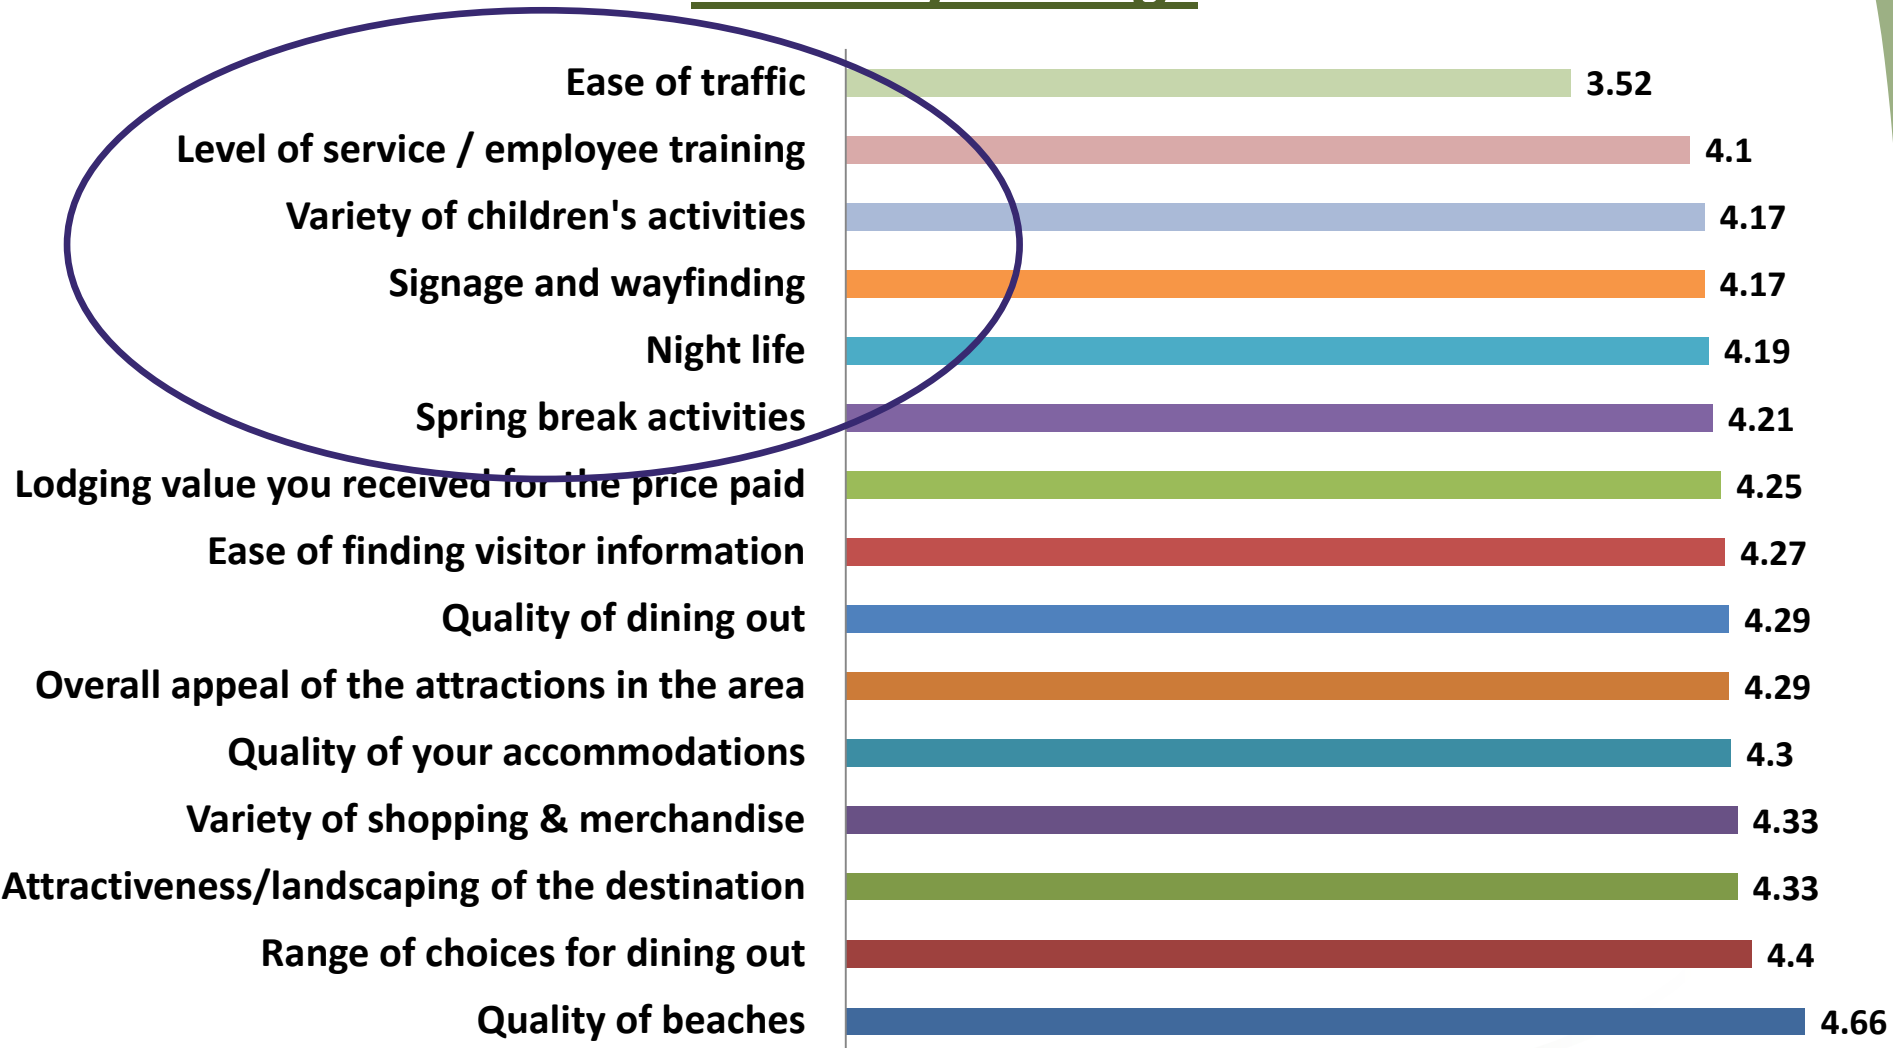 Ease of traffic 3.52
Level of service / employee training 4.1
Variety of children's activities 4.17
Signage and wayfinding 4.17
Night life 4.19
Spring break activities 4.21
Lodging value you received for the price paid 4.25
Ease of finding visitor information 4.27
Quality of dining out 4.29
Overall appeal of the attractions in the area 4.29
Quality of your accommodations 4.3
Variety of shopping & merchandise 4.33
Attractiveness/landscaping of the destination 4.33
Range of choices for dining out 4.4
Quality of beaches 4.66